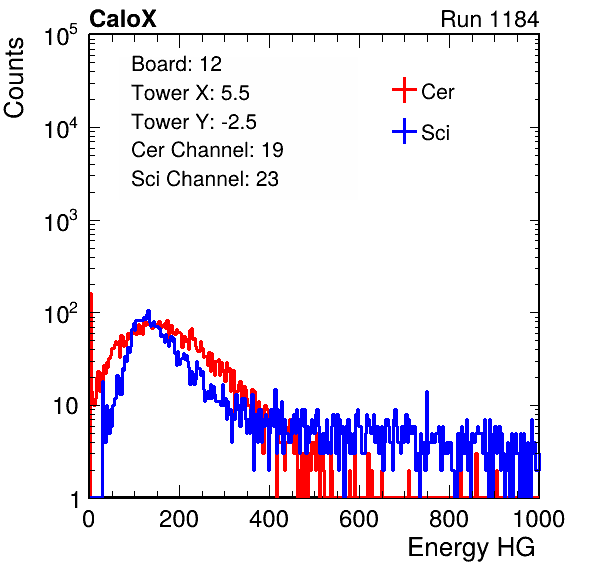 CaloX Run 1184
Counts
10^5
10^4
10^3
10^2
10
1
Board: 12
Tower X: 5.5
Tower Y: -2.5
Cer Channel: 19
Sci Channel: 23
Cer
Sci
0 200 400 600 800 1000
Energy HG